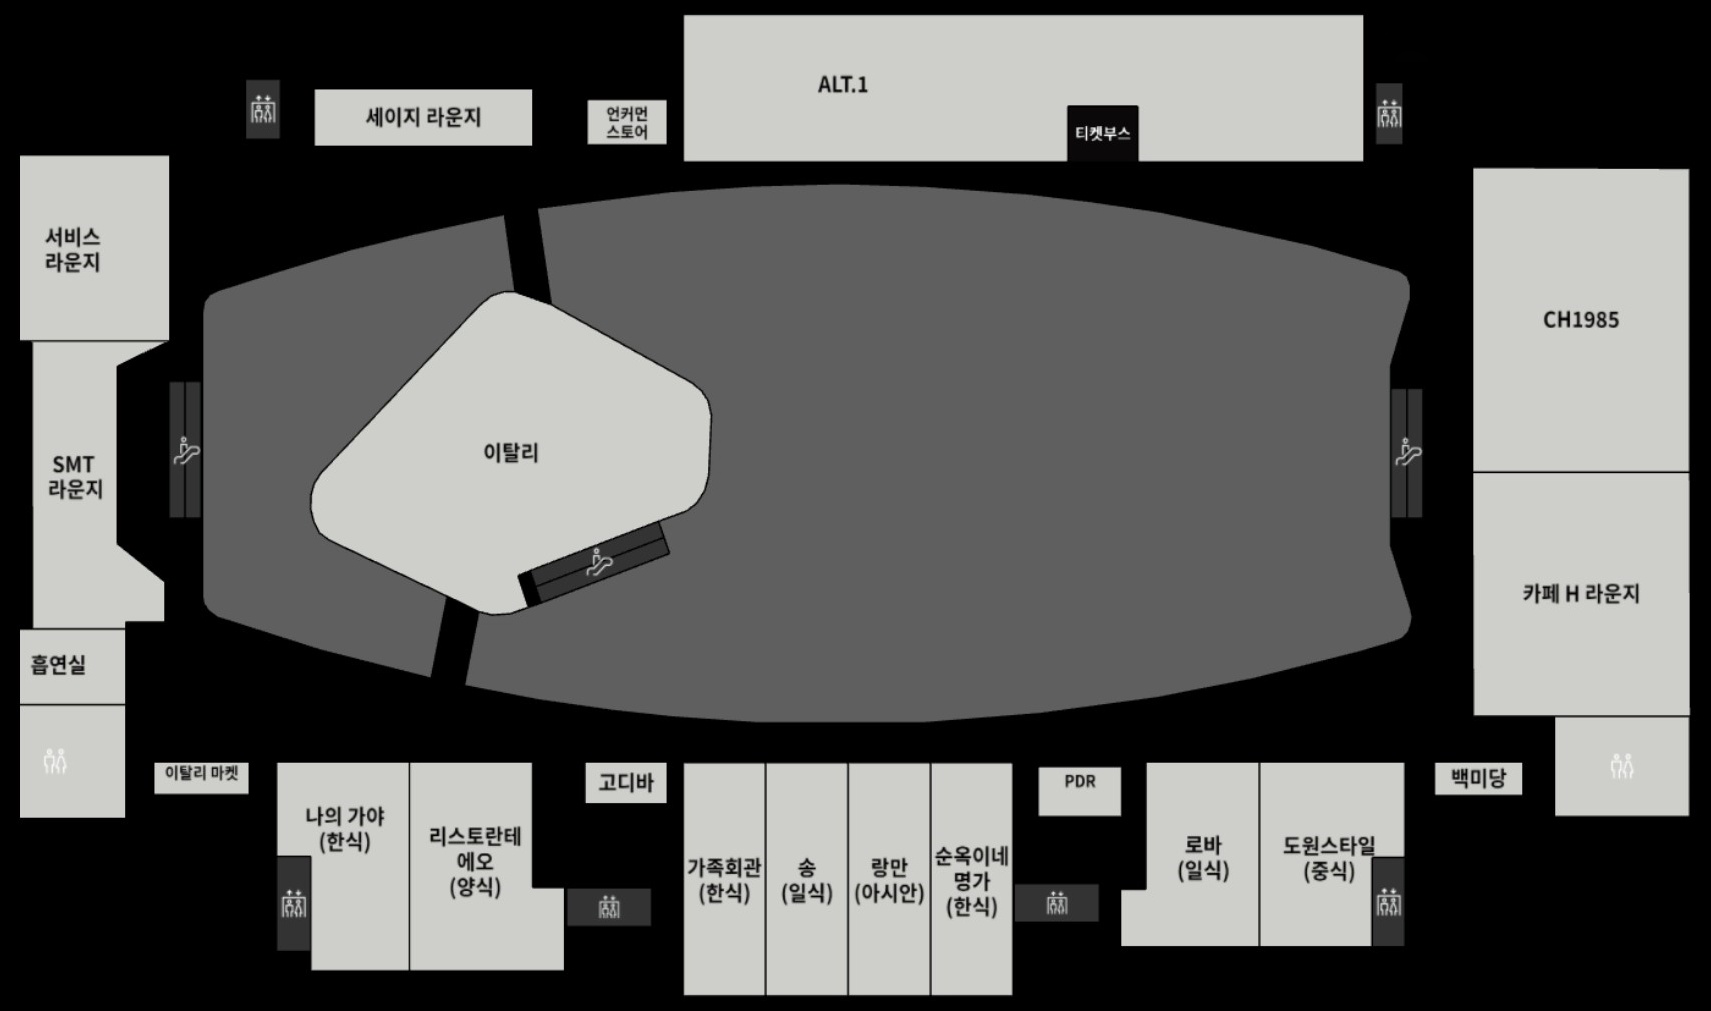 ALT.1
세이지 라운지
언커먼
스토어
티켓부스
서비스
라운지
CH1985
이탈리
SMT
라운지
카페 H 라운지
흡연실
이탈리 마켓
고디바
PDR
백미당
나의 가야
(한식)
리스토란테
에오
(양식)
가족회관
(한식)
송
(일식)
랑만
(아시안)
순옥이네
명가
(한식)
로바
(일식)
도원스타일
(중식)